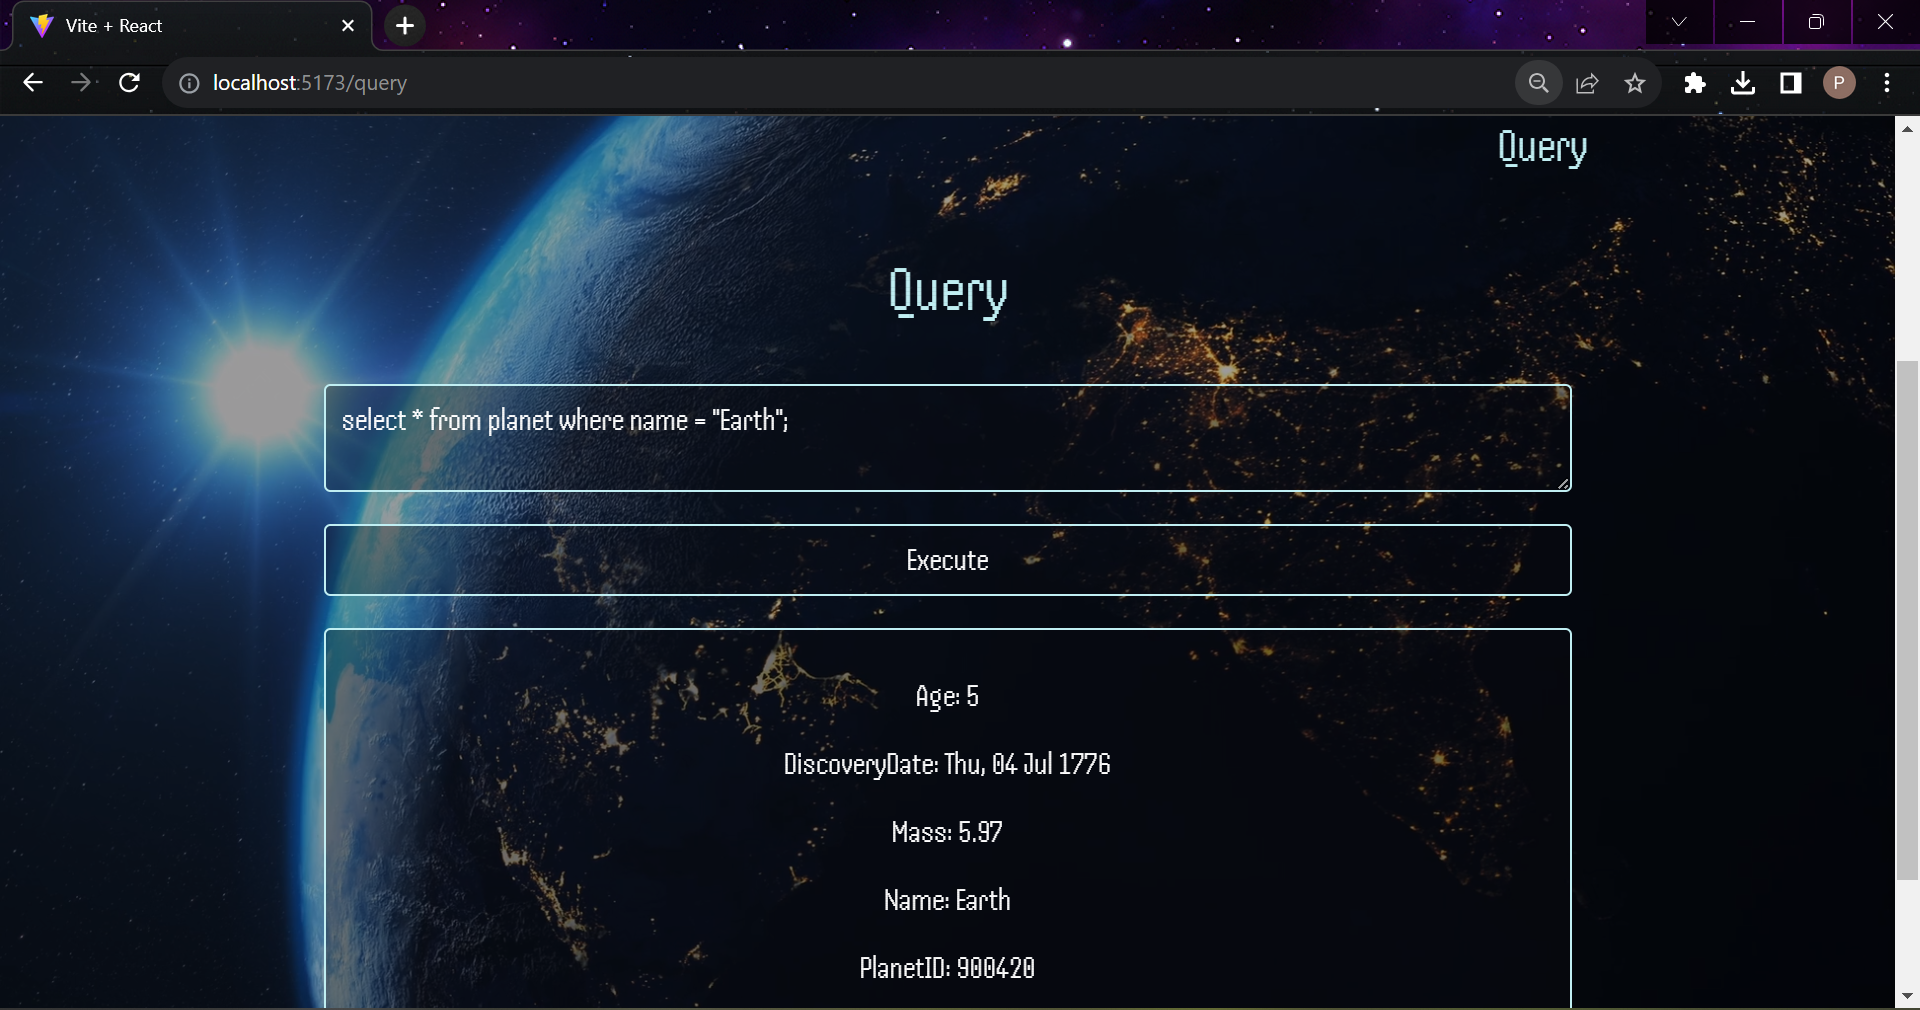 Vite + React
localhost:5173/query
P
Query
Query
select * from planet where name = "Earth";
Execute
Age: 5
DiscoveryDate: Thu, 04 Jul 1776
Mass: 5.97
Name: Earth
PlanetID: 900420